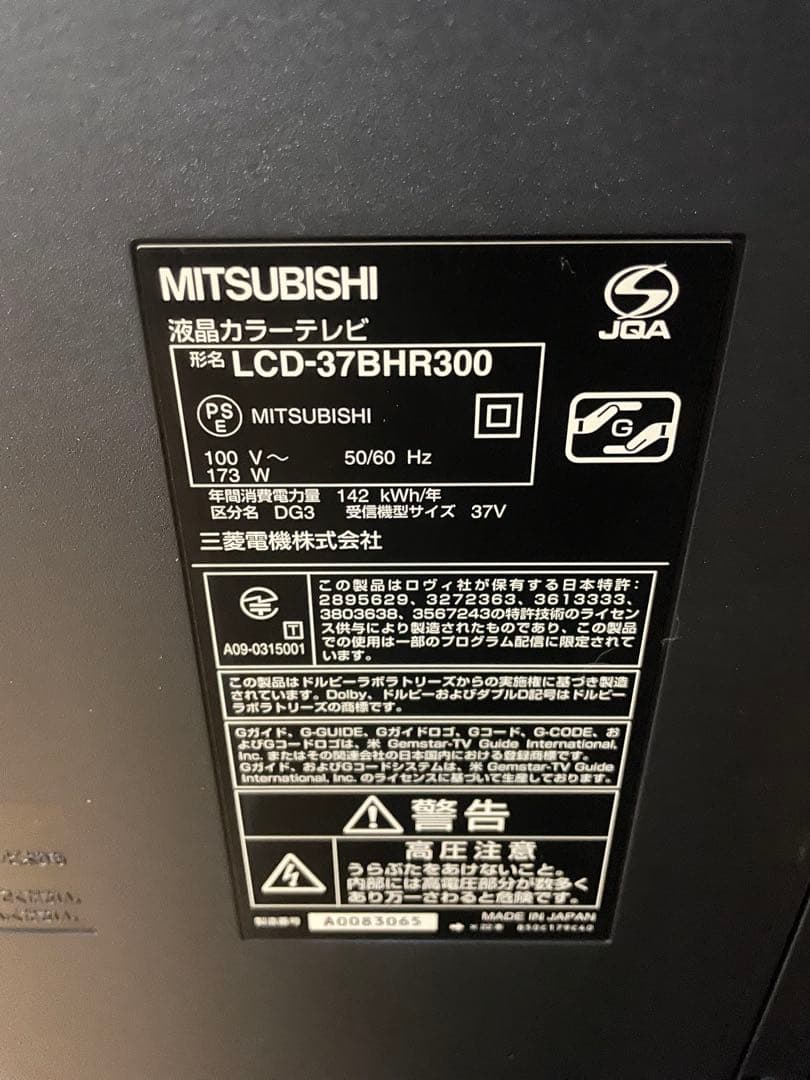 MITSUBISHI
JQA
液晶カラーテレビ
形名 LCD-37BHR300
PS
E
MITSUBISHI
G
100 V～ 50/60 Hz
173 W
年間消費電力量 142 kWh/年
区分名 DG3 受信機型サイズ 37V
三菱電機株式会社
T
A09-0315001
この製品はロヴィ社が保有する日本特許：
2895629、3272363、3613333、
3803638、3567243の特許技術のライセン
ス供与により製造されたものであり、この製品
での使用は一部のプログラム配信に限定されて
います。
この製品はドルビーラボラトリーズからの実施権に基づき製造
されています。Dolby、ドルビーおよびダブルD記号はドルビー
ラボラトリーズの商標です。
Gガイド、G-GUIDE、Gガイドロゴ、Gコード、G-CODE、お
よびGコードロゴは、米 Gemstar-TV Guide International,
Inc. またはその関連会社の日本国内における登録商標です。
Gガイド、およびGコードシステムは、米 Gemstar-TV Guide
International, Inc. のライセンスに基づいて生産しております。
警告
高圧注意
うらぶたをあけないこと。
内部には高電圧部分が数多く
あり万一さわると危険です。
製造番号 A0083065
MADE IN JAPAN